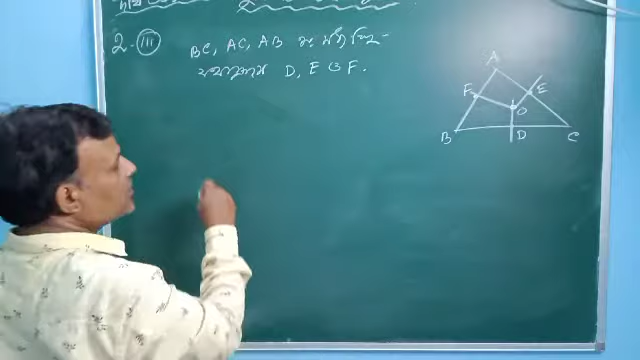 2. iii
BC, AC, AB এর মধ্যবিন্দু
যথাক্রমে D, E ও F.
A
F
E
O
B
D
C